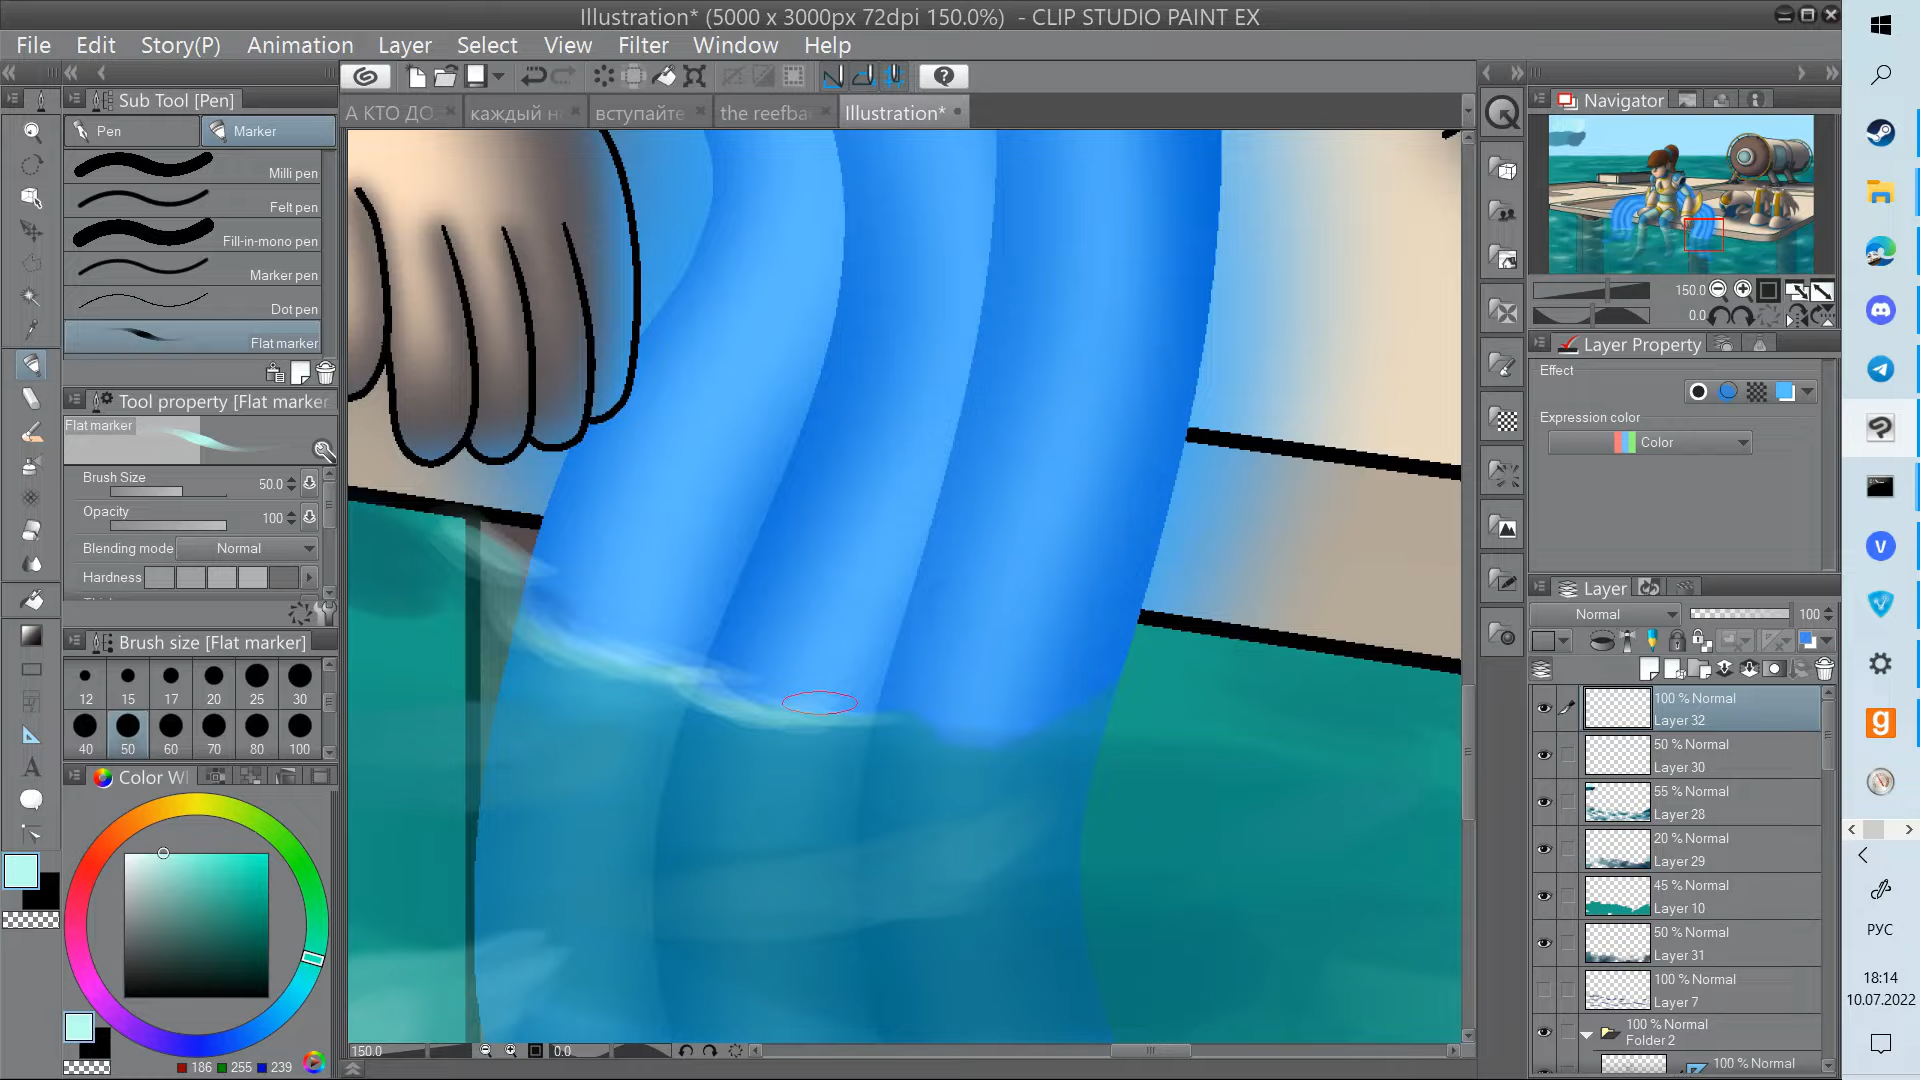 Illustration* (5000 x 3000px 72dpi 150.0%) - CLIP STUDIO PAINT EX
File Edit Story(P) Animation Layer Select View Filter Window Help
Sub Tool [Pen]
Pen Marker
Milli pen
Felt pen
Fill-in-mono pen
Marker pen
Dot pen
Flat marker
Tool property [Flat marker
Flat marker
Brush Size 50.0
Opacity 100
Blending mode Normal
Hardness
Brush size [Flat marker]
12 15 17 20 25 30
40 50 60 70 80 100
Color W
186 255 239
А КТО ДО каждый н вступайте the reefba Illustration*
150.0 0.0
Navigator
150.0
0.0
Layer Property
Effect
Expression color
Color
Layer
Normal 100
100 % Normal
Layer 32
50 % Normal
Layer 30
55 % Normal
Layer 28
20 % Normal
Layer 29
45 % Normal
Layer 10
50 % Normal
Layer 31
100 % Normal
Layer 7
100 % Normal
Folder 2
100 % Normal
V
g
РУС
18:14
10.07.2022